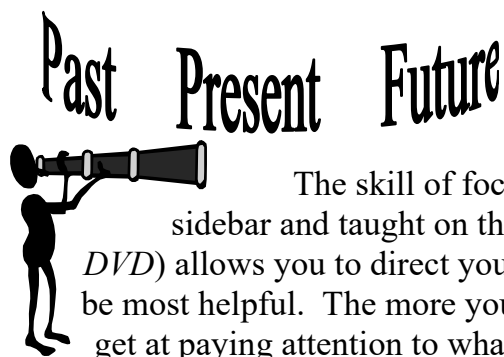 Past Present Future
The skill of foc
sidebar and taught on th
DVD) allows you to direct you
be most helpful.  The more you
get at paying attention to what